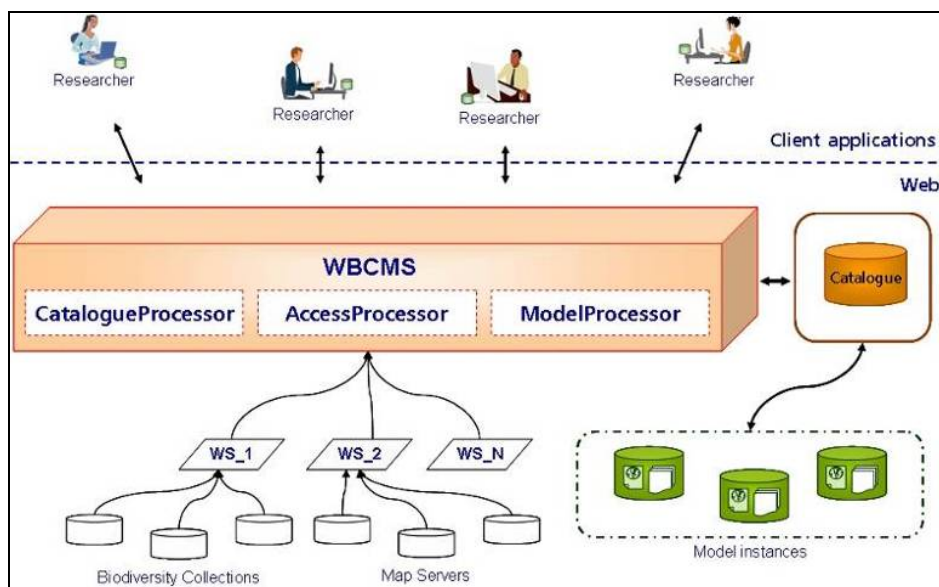 Researcher
Researcher
Researcher
Researcher
Client applications
Web
WBCMS
CatalogueProcessor
AccessProcessor
ModelProcessor
Catalogue
WS_1
WS_2
WS_N
Biodiversity Collections
Map Servers
Model instances